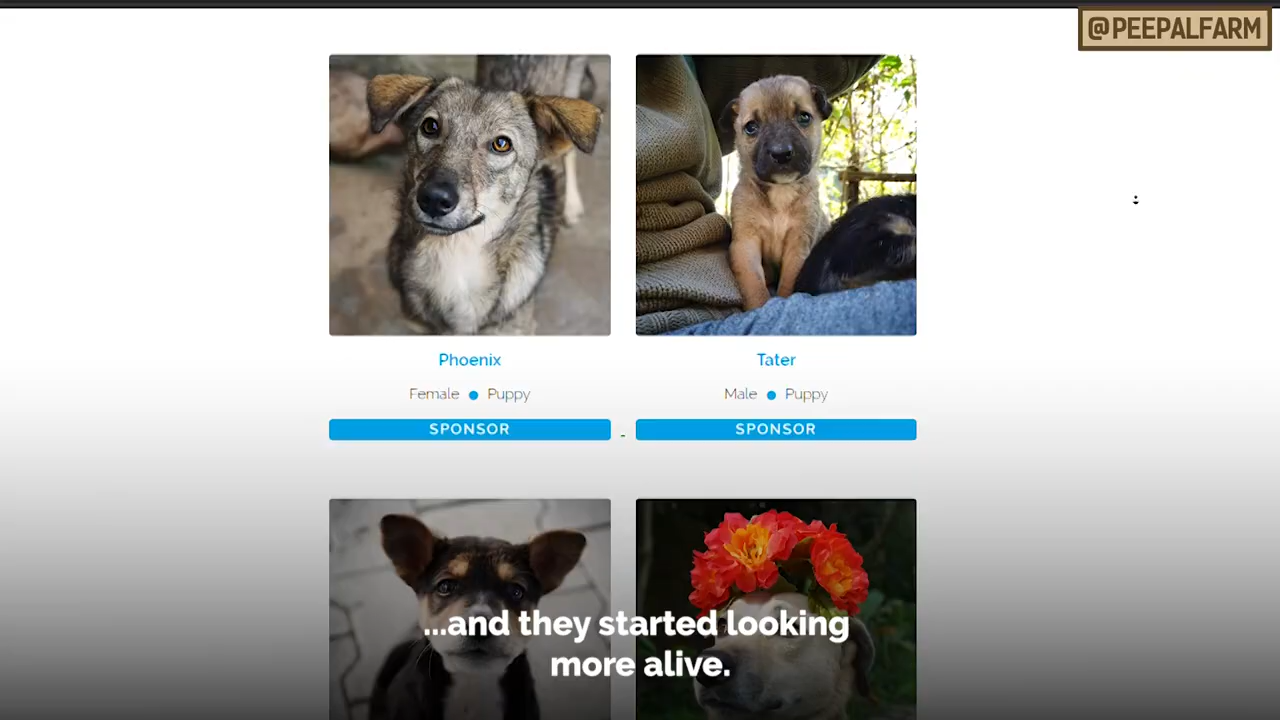 @PEEPALFARM
Phoenix
Tater
Female Puppy
Male Puppy
SPONSOR
SPONSOR
...and they started looking
more alive.